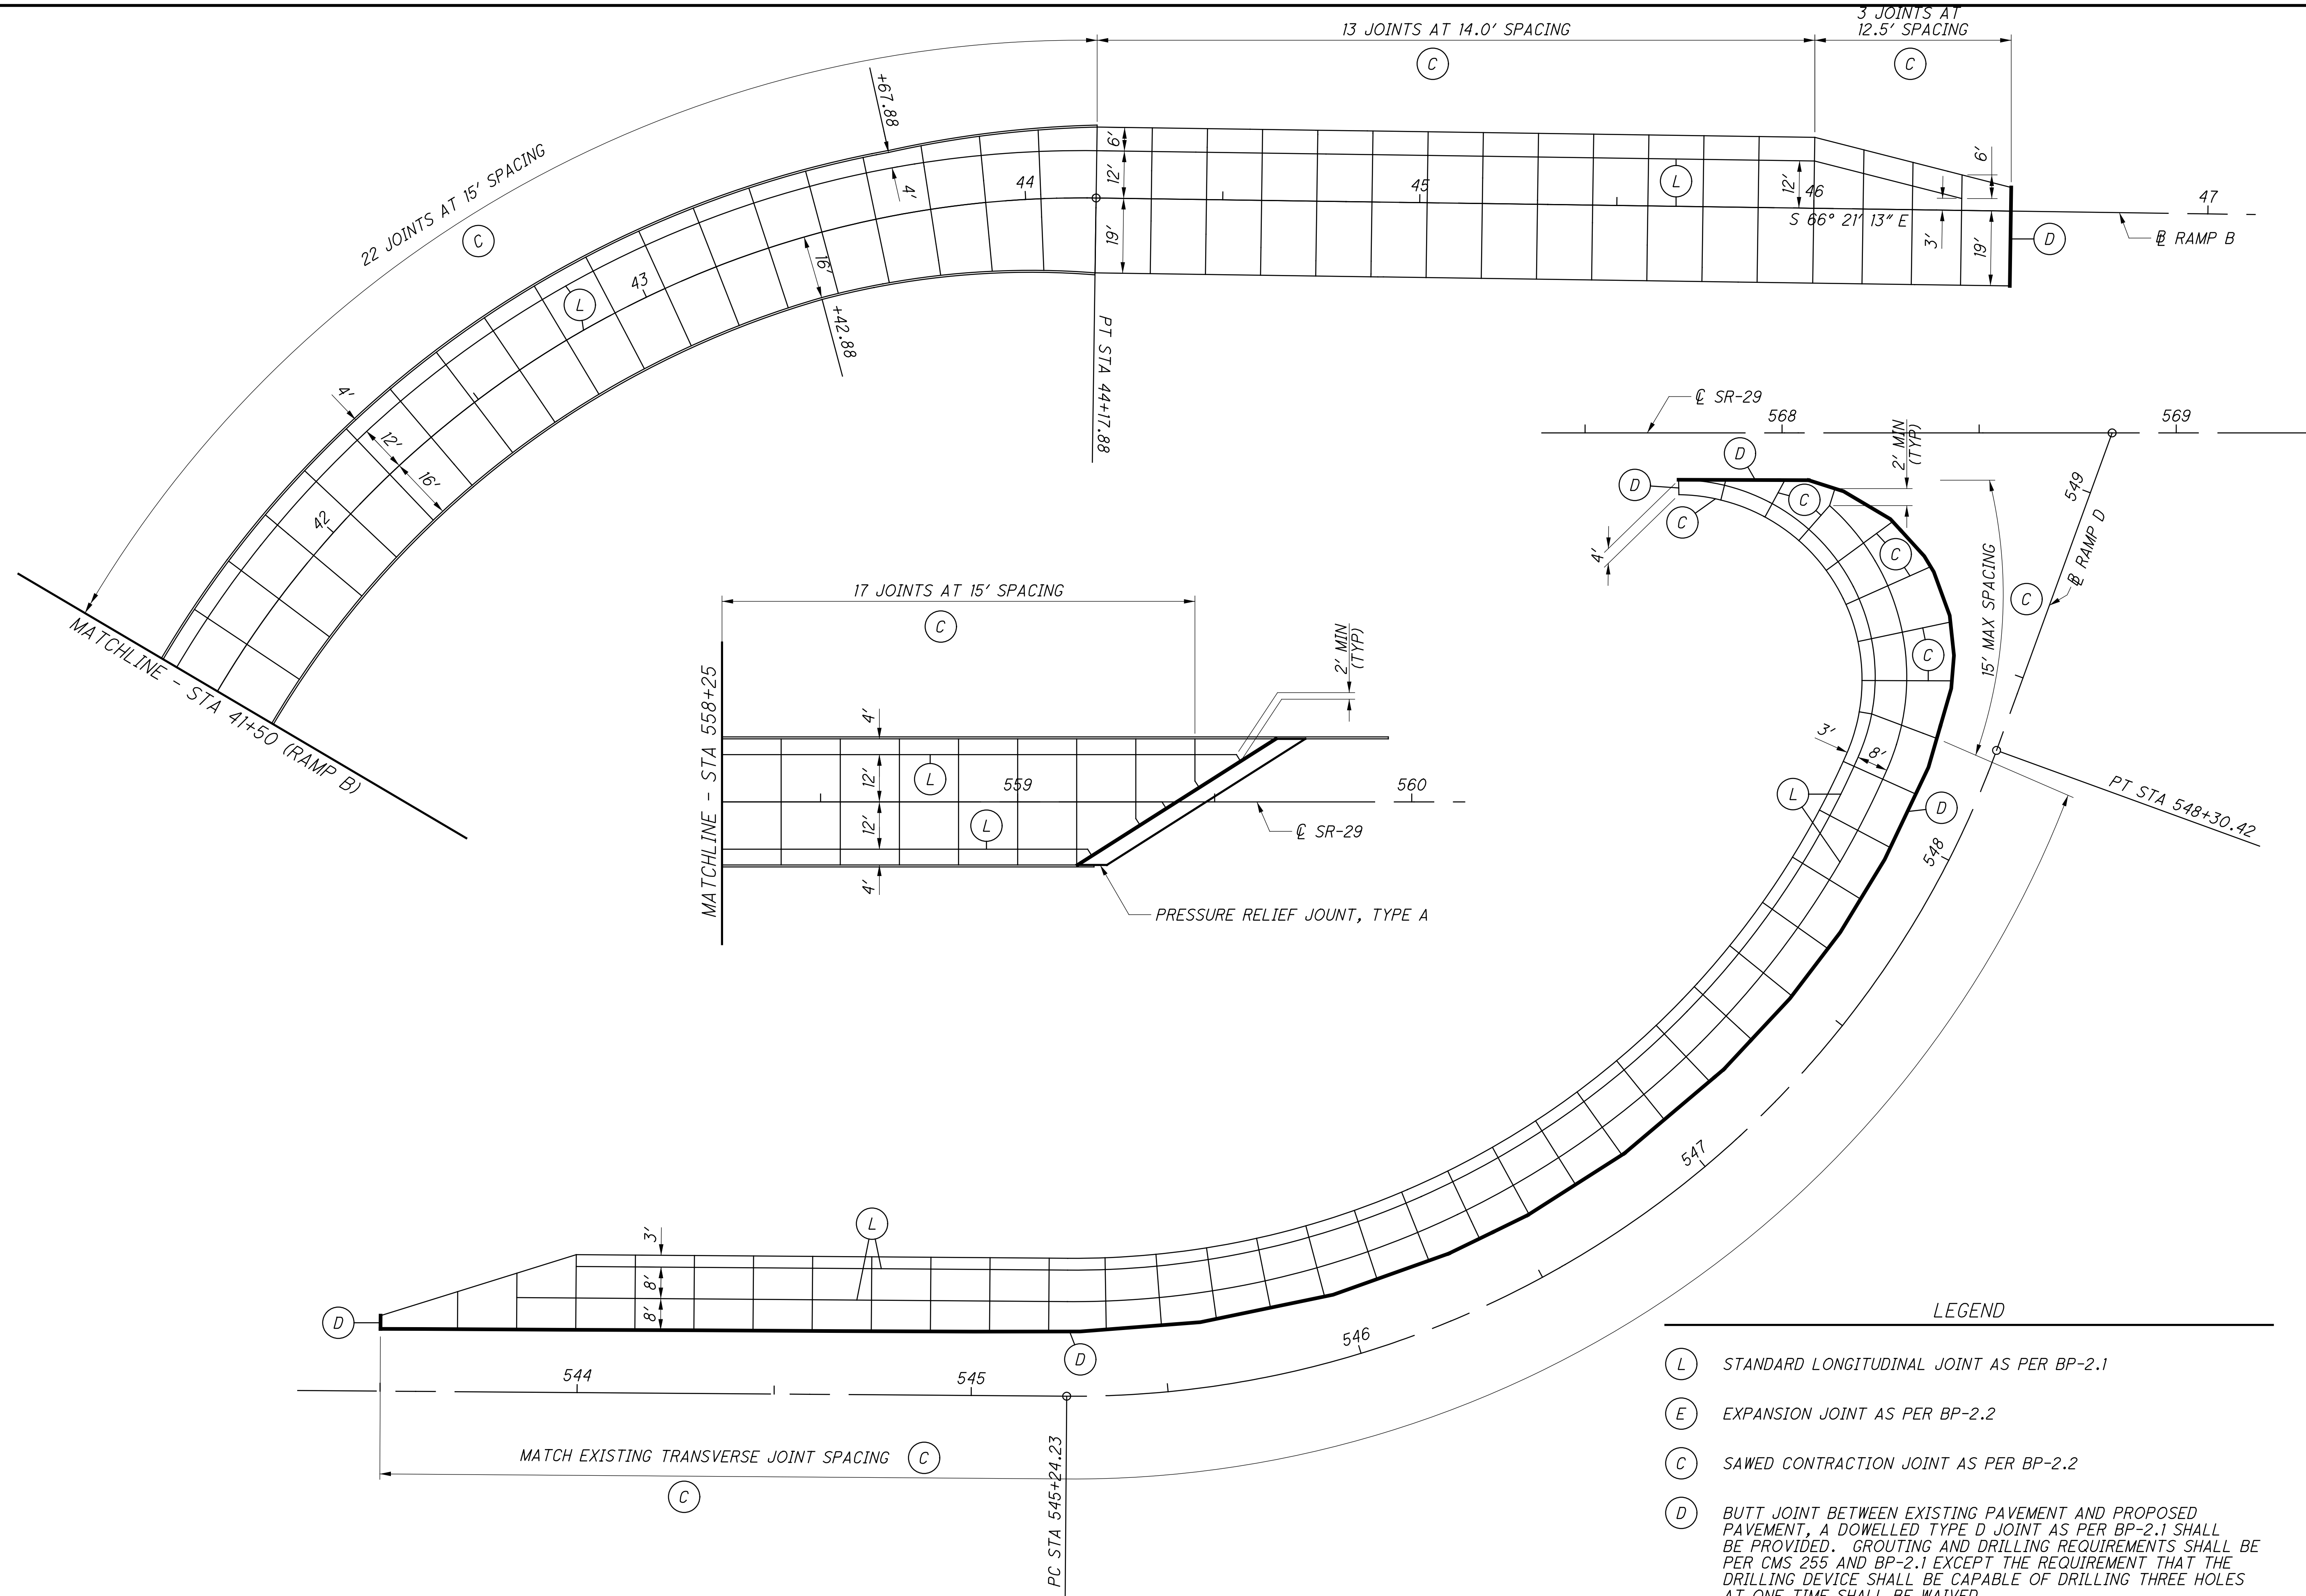 3 JOINTS AT
12.5' SPACING
13 JOINTS AT 14.0' SPACING
C
C
22 JOINTS AT 15' SPACING
C
+67.88
4'
6'
12'
19'
44
45
46
47
L
12'
S 66° 21' 13" E
6'
3'
19'
D
℄ RAMP B
43
L
16'
+42.88
PT STA 44+17.88
4'
12'
16'
42
MATCHLINE - STA 41+50 (RAMP B)
℄ SR-29
568
569
2' MIN
(TYP)
D
D
C
C
C
C
4'
549
B RAMP D
15' MAX SPACING
C
17 JOINTS AT 15' SPACING
C
MATCHLINE - STA 558+25
2' MIN
(TYP)
4'
12'
12'
4'
L
L
559
560
℄ SR-29
PRESSURE RELIEF JOUNT, TYPE A
3'
8'
L
D
PT STA 548+30.42
548
547
546
L
3'
8'
8'
D
D
544
545
MATCH EXISTING TRANSVERSE JOINT SPACING
C
C
PC STA 545+24.23
LEGEND
L STANDARD LONGITUDINAL JOINT AS PER BP-2.1
E EXPANSION JOINT AS PER BP-2.2
C SAWED CONTRACTION JOINT AS PER BP-2.2
D BUTT JOINT BETWEEN EXISTING PAVEMENT AND PROPOSED
PAVEMENT, A DOWELLED TYPE D JOINT AS PER BP-2.1 SHALL
BE PROVIDED. GROUTING AND DRILLING REQUIREMENTS SHALL BE
PER CMS 255 AND BP-2.1 EXCEPT THE REQUIREMENT THAT THE
DRILLING DEVICE SHALL BE CAPABLE OF DRILLING THREE HOLES
AT ONE TIME SHALL BE WAIVED